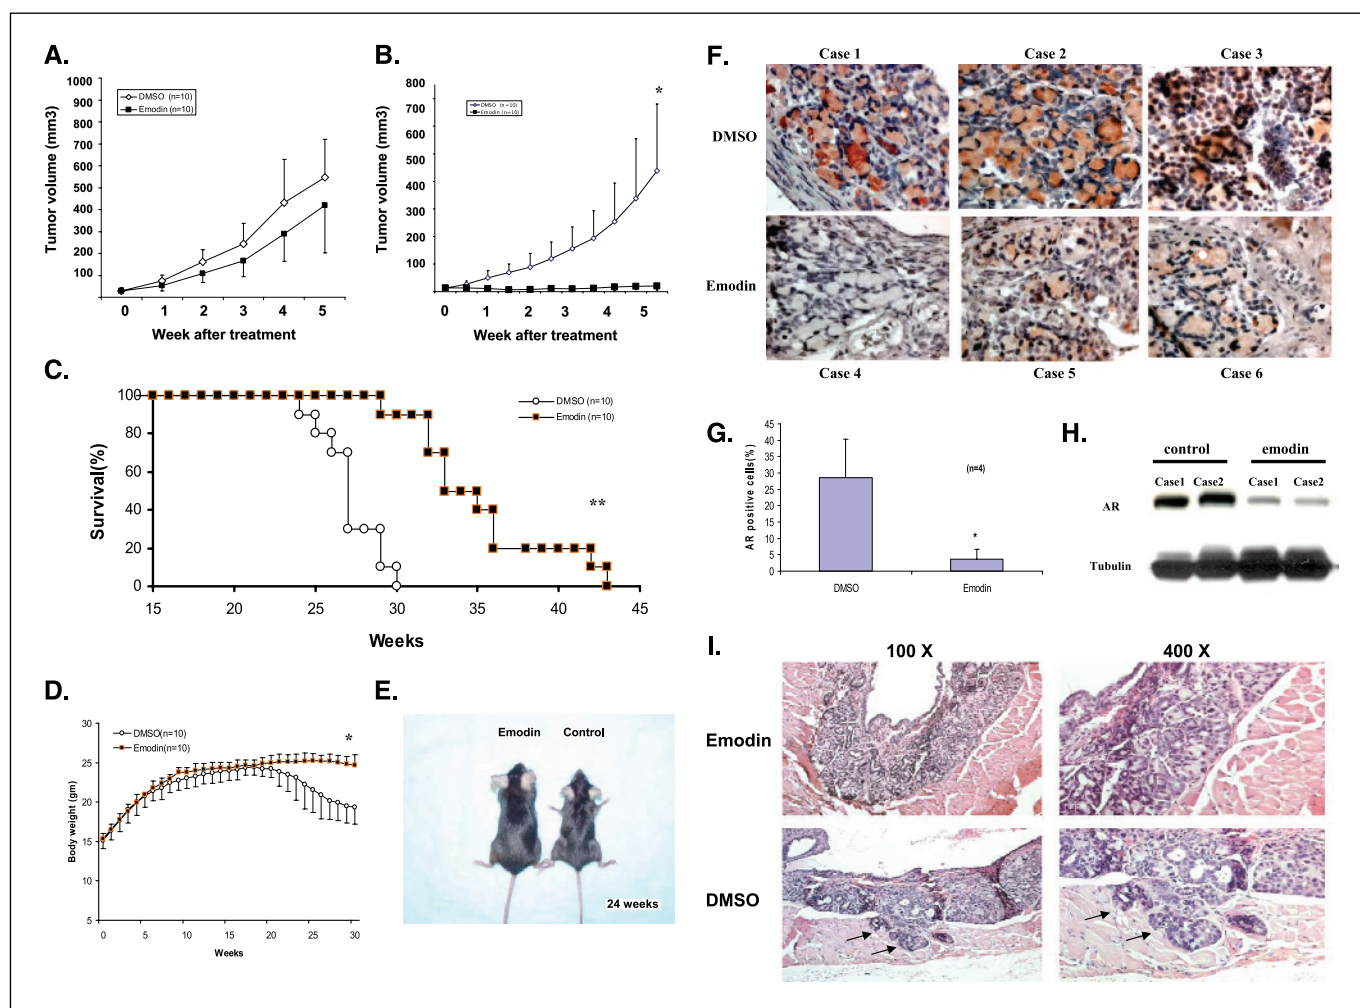 A.
Tumor volume (mm3)
1000
900
800
700
600
500
400
300
200
100
DMSO (n=10)
Emodin (n=10)
0 1 2 3 4 5
Week after treatment
B.
Tumor volume (mm3)
800
700
600
500
400
300
200
100
DMSO (n=10)
Emodin (n=10)
*
0 1 2 3 4 5
Week after treatment
C.
Survival(%)
100
80
60
40
20
0
DMSO (n=10)
Emodin (n=10)
**
15 20 25 30 35 40 45
Weeks
D.
Body weight (gm)
30
25
20
15
10
5
DMSO(n=10)
Emodin(n=10)
*
0 5 10 15 20 25 30
Weeks
E.
Emodin Control
24 weeks
F.
Case 1 Case 2 Case 3
DMSO
Emodin
Case 4 Case 5 Case 6
G.
AR positive cells(%)
45
40
35
30
25
20
15
10
5
0
(n=4)
*
DMSO Emodin
H.
control emodin
Case1 Case2 Case1 Case2
AR
Tubulin
I.
100 X 400 X
Emodin
DMSO